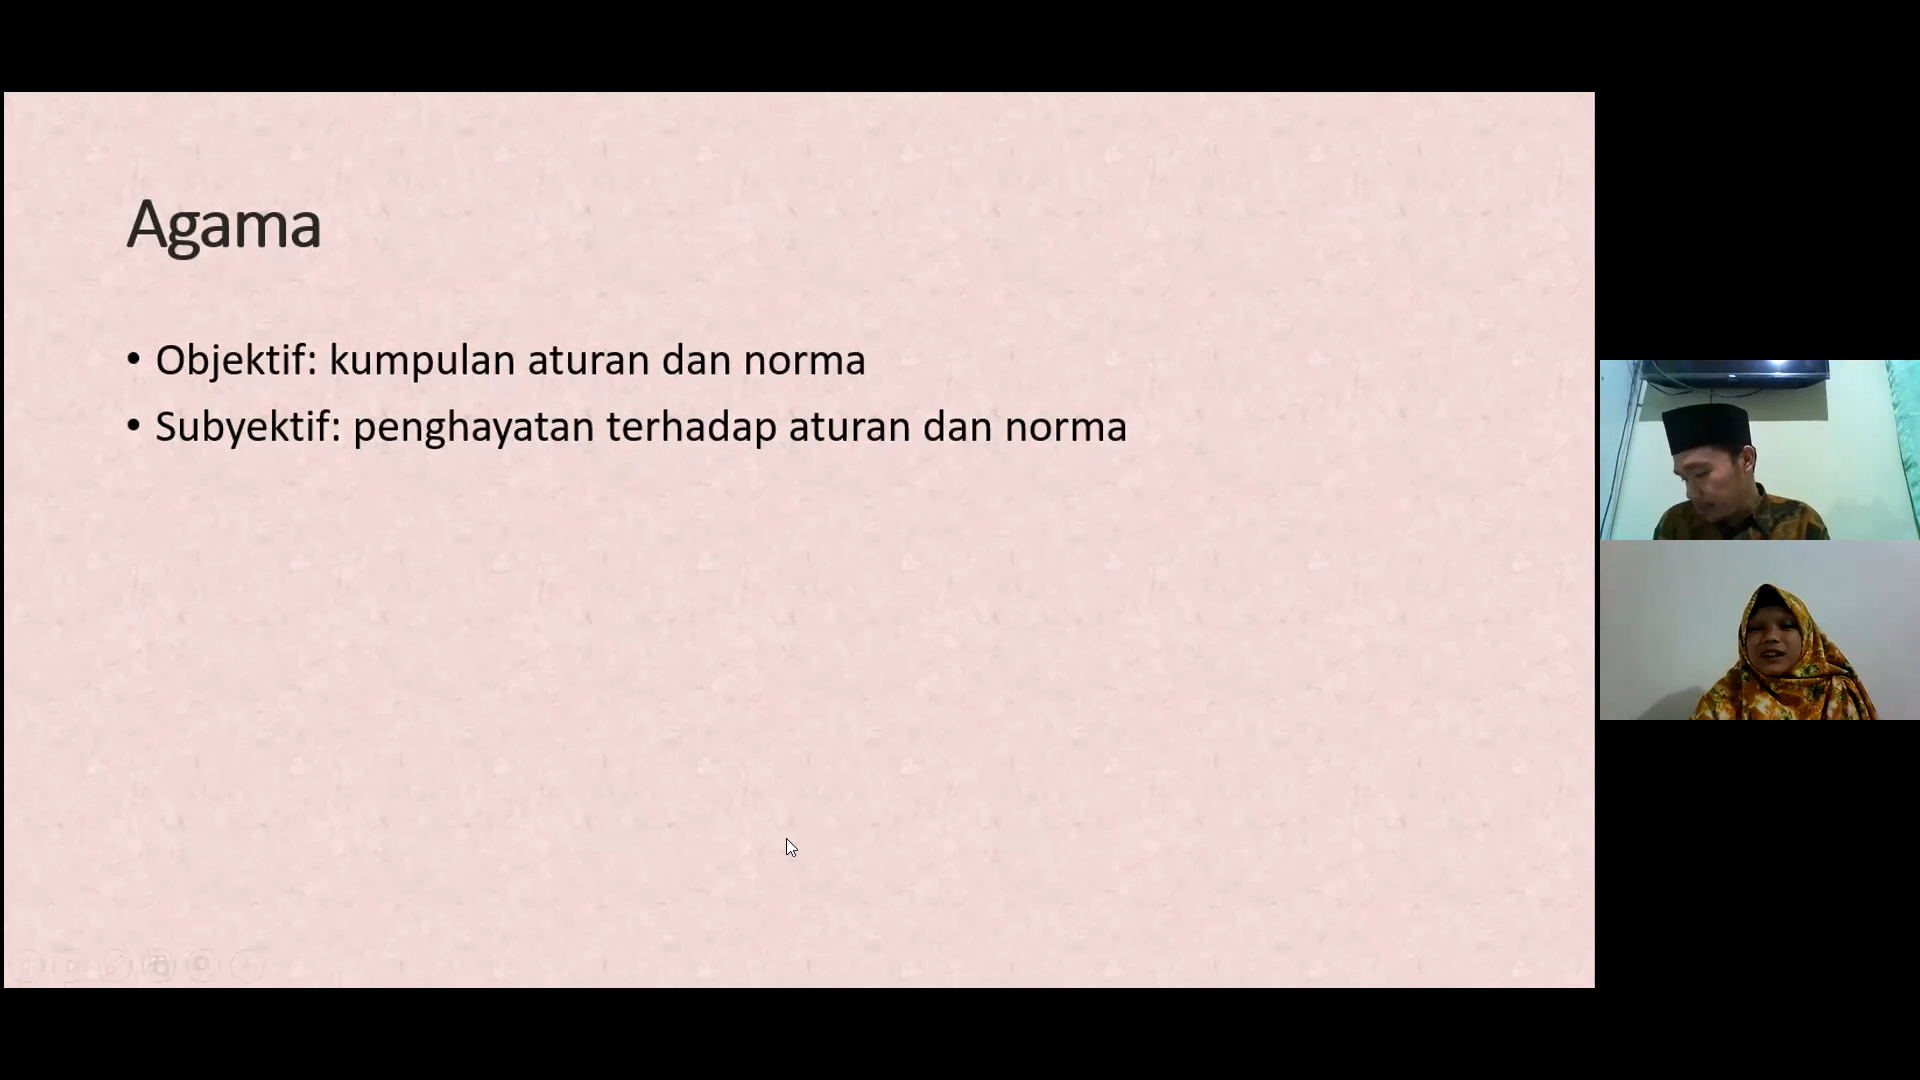 Agama
• Objektif: kumpulan aturan dan norma
• Subyektif: penghayatan terhadap aturan dan norma